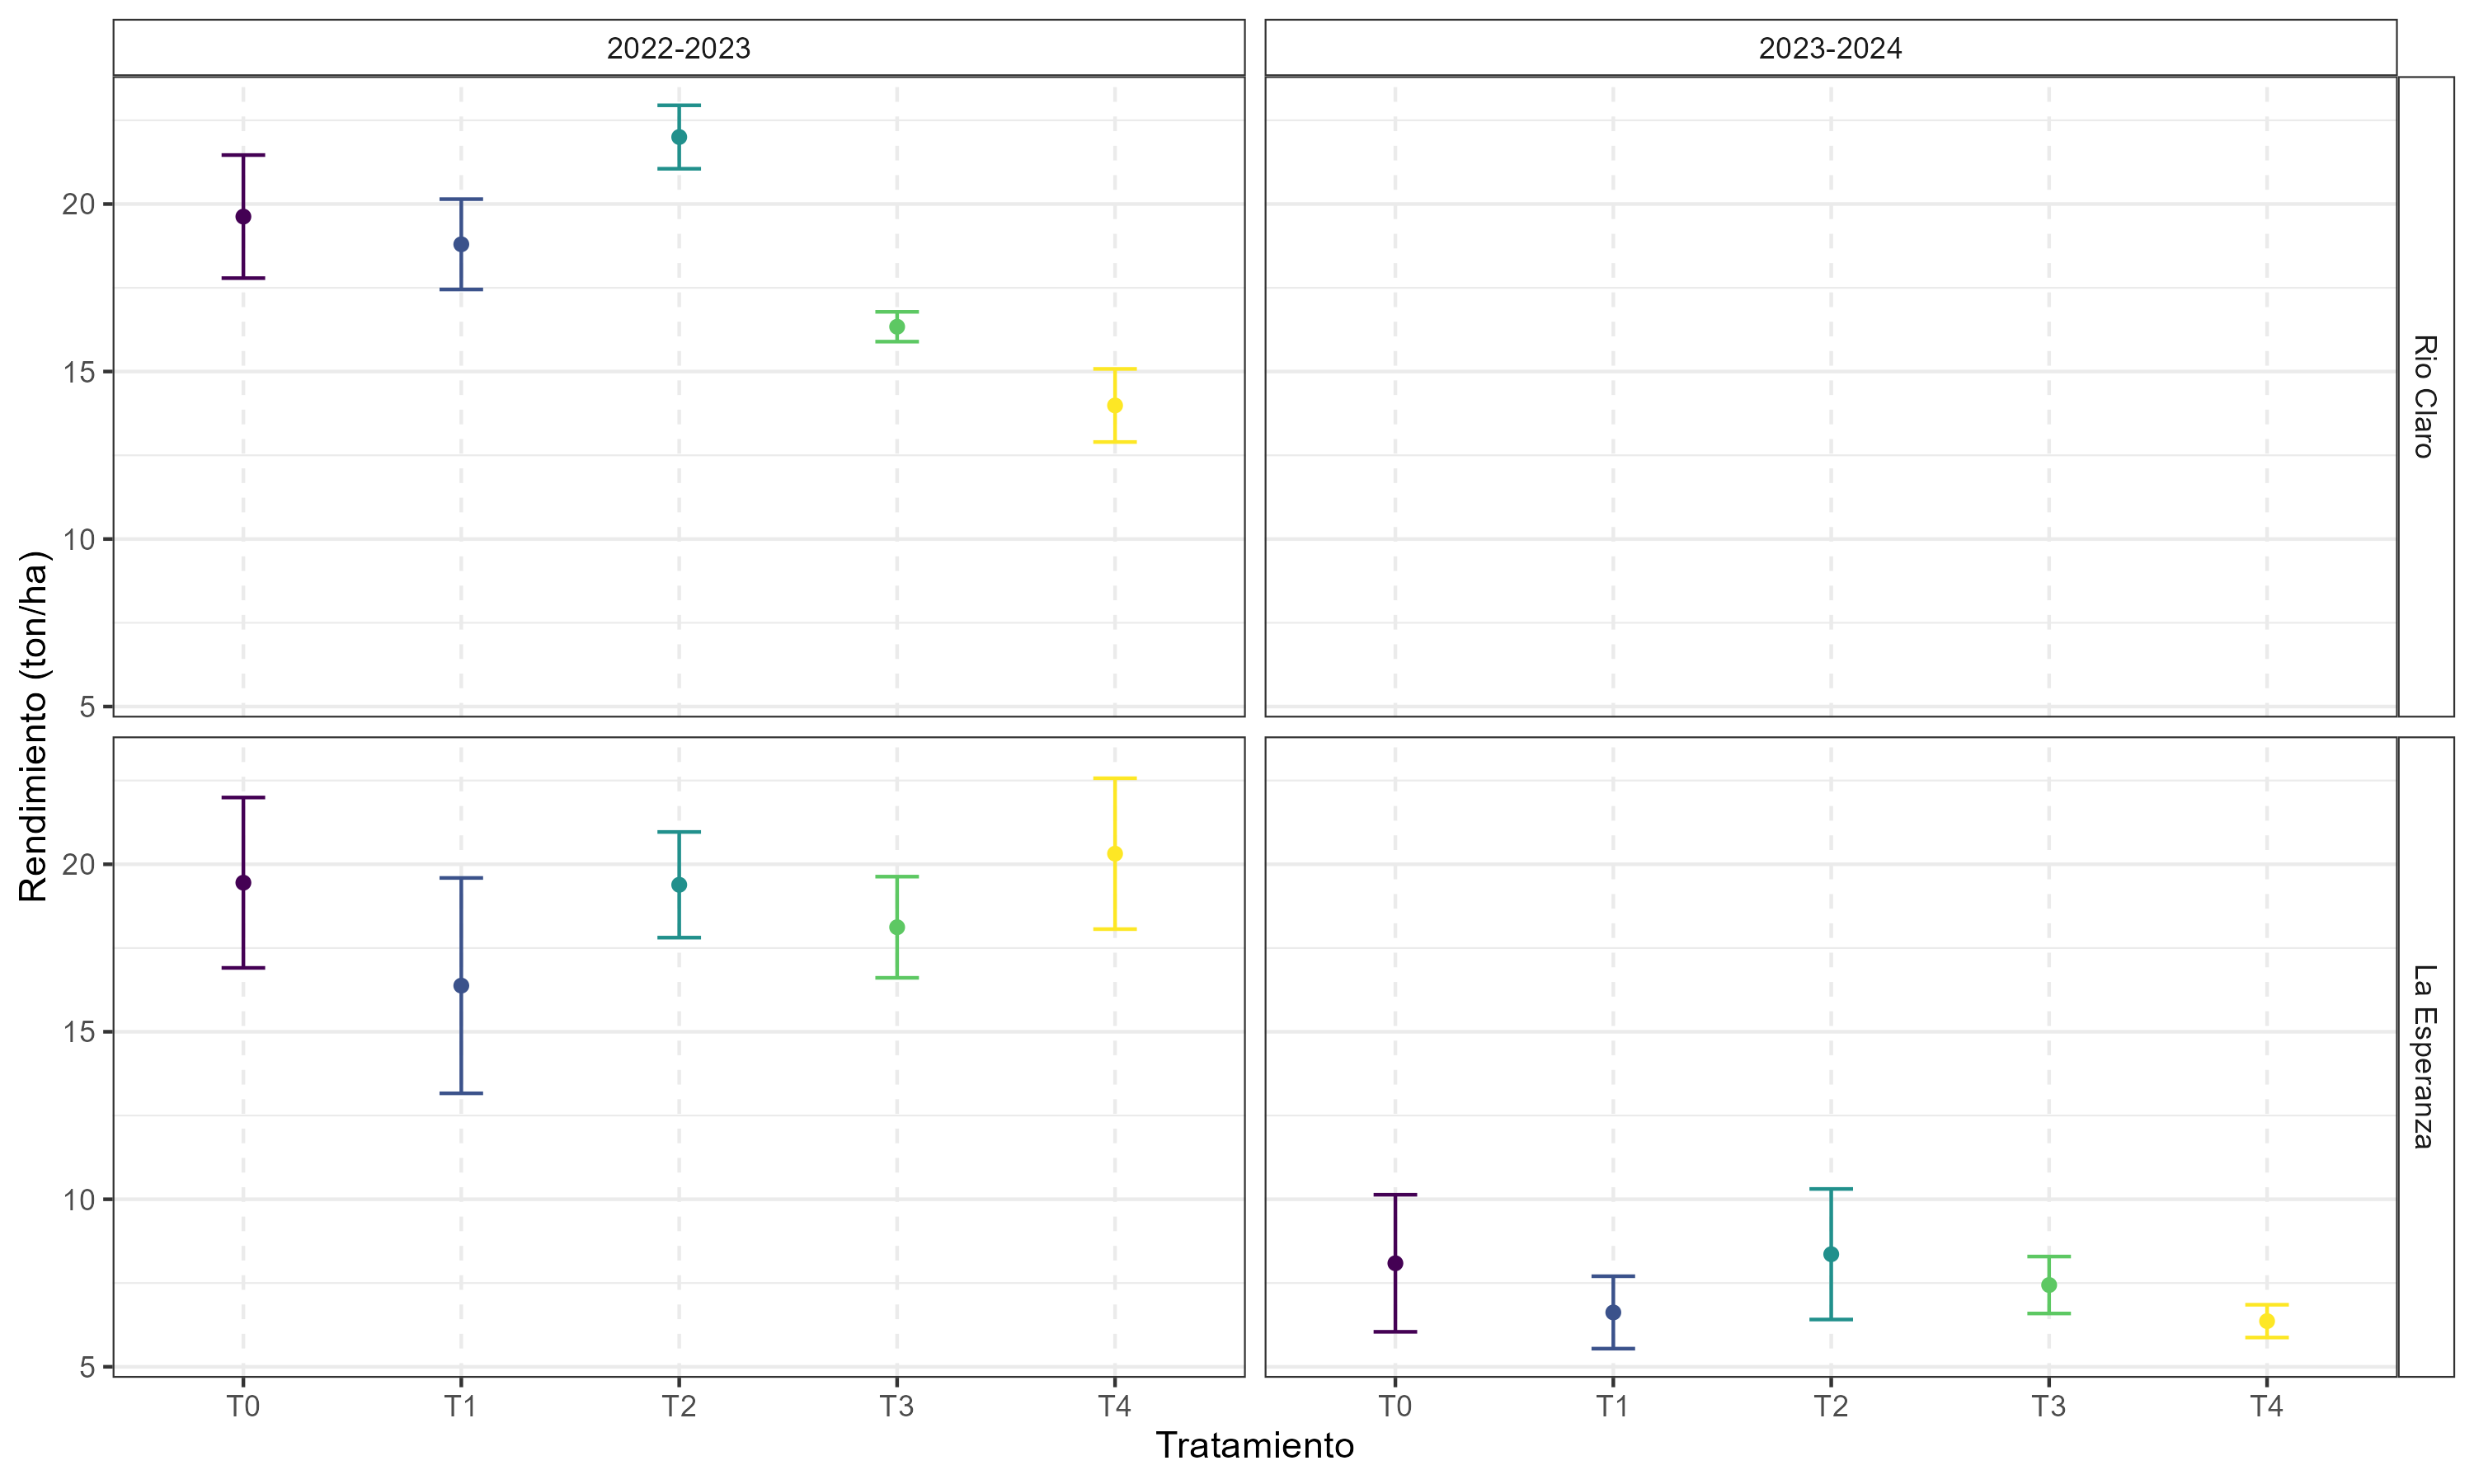 2022-2023
2023-2024
20
15
10
5
Rio Claro
Rendimiento (ton/ha)
20
15
10
5
La Esperanza
T0
T1
T2
T3
T4
T0
T1
T2
T3
T4
Tratamiento